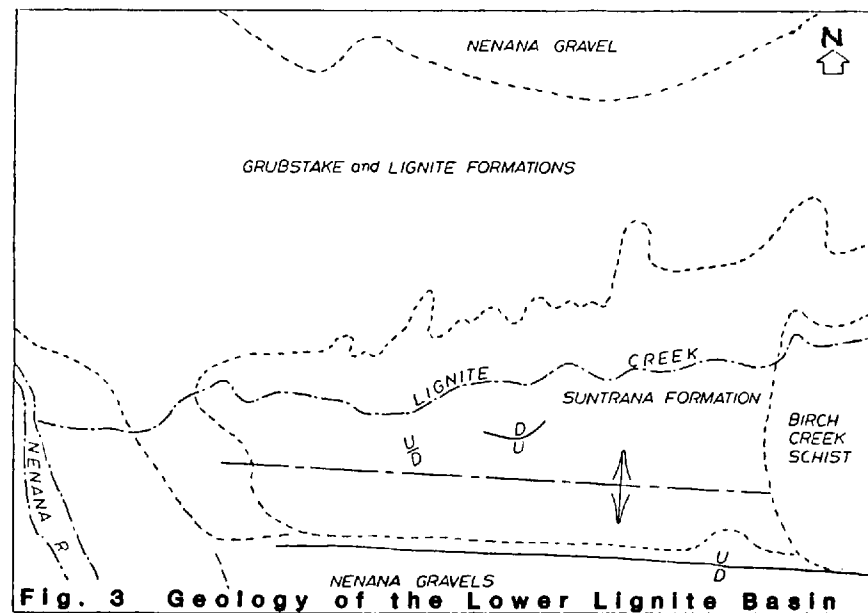 NENANA GRAVEL
N
GRUBSTAKE and LIGNITE FORMATIONS
LIGNITE CREEK
SUNTRANA FORMATION
BIRCH
CREEK
SCHIST
D
U
U
D
NENANA R.
U
D
NENANA GRAVELS
Fig. 3 Geology of the Lower Lignite Basin